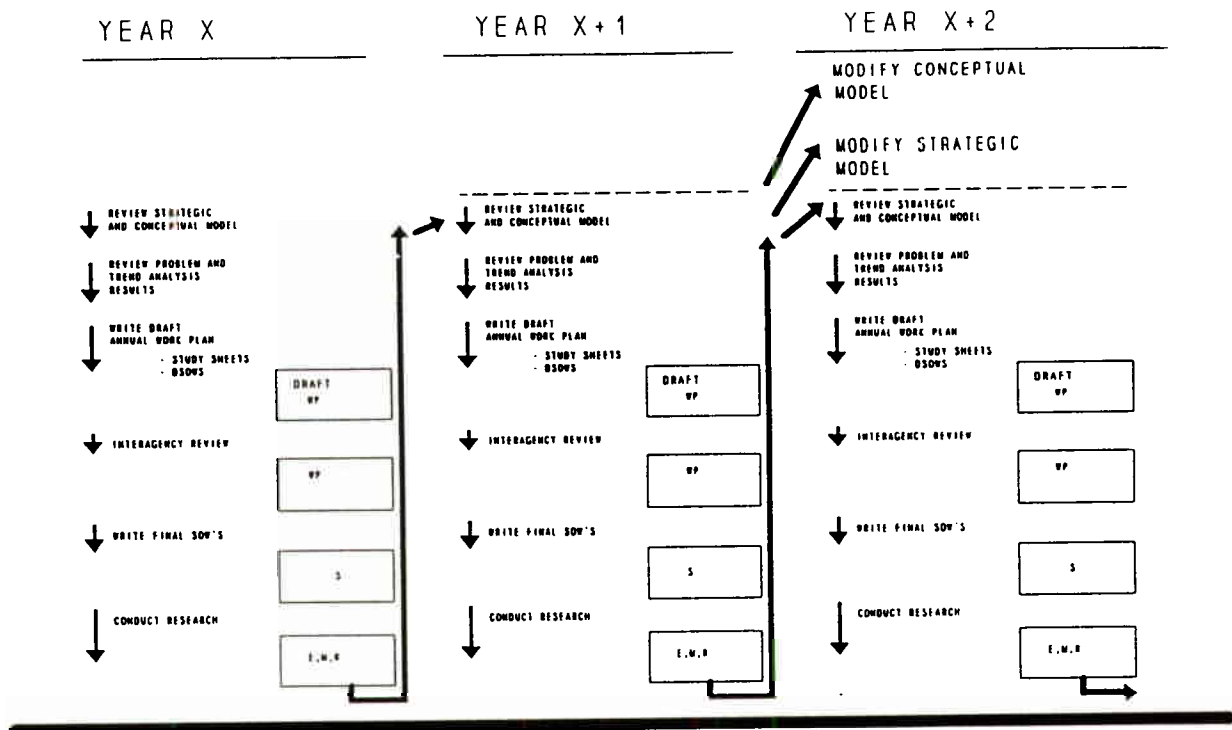 YEAR X
REVIEW STRATEGIC
AND CONCEPTUAL MODEL
REVIEW PROBLEM AND
TREND ANALYSIS
RESULTS
WRITE DRAFT
ANNUAL WORK PLAN
- STUDY SHEETS
- BSOWS
DRAFT
WP
INTERAGENCY REVIEW
WP
WRITE FINAL SOW'S
S
CONDUCT RESEARCH
E,M,R
YEAR X+1
REVIEW STRATEGIC
AND CONCEPTUAL MODEL
REVIEW PROBLEM AND
TREND ANALYSIS
RESULTS
WRITE DRAFT
ANNUAL WORK PLAN
- STUDY SHEETS
- BSOWS
DRAFT
WP
INTERAGENCY REVIEW
WP
WRITE FINAL SOW'S
S
CONDUCT RESEARCH
E,M,R
YEAR X+2
MODIFY CONCEPTUAL
MODEL
MODIFY STRATEGIC
MODEL
REVIEW STRATEGIC
AND CONCEPTUAL MODEL
REVIEW PROBLEM AND
TREND ANALYSIS
RESULTS
WRITE DRAFT
ANNUAL WORK PLAN
- STUDY SHEETS
- BSOWS
DRAFT
WP
INTERAGENCY REVIEW
WP
WRITE FINAL SOW'S
S
CONDUCT RESEARCH
E,M,R